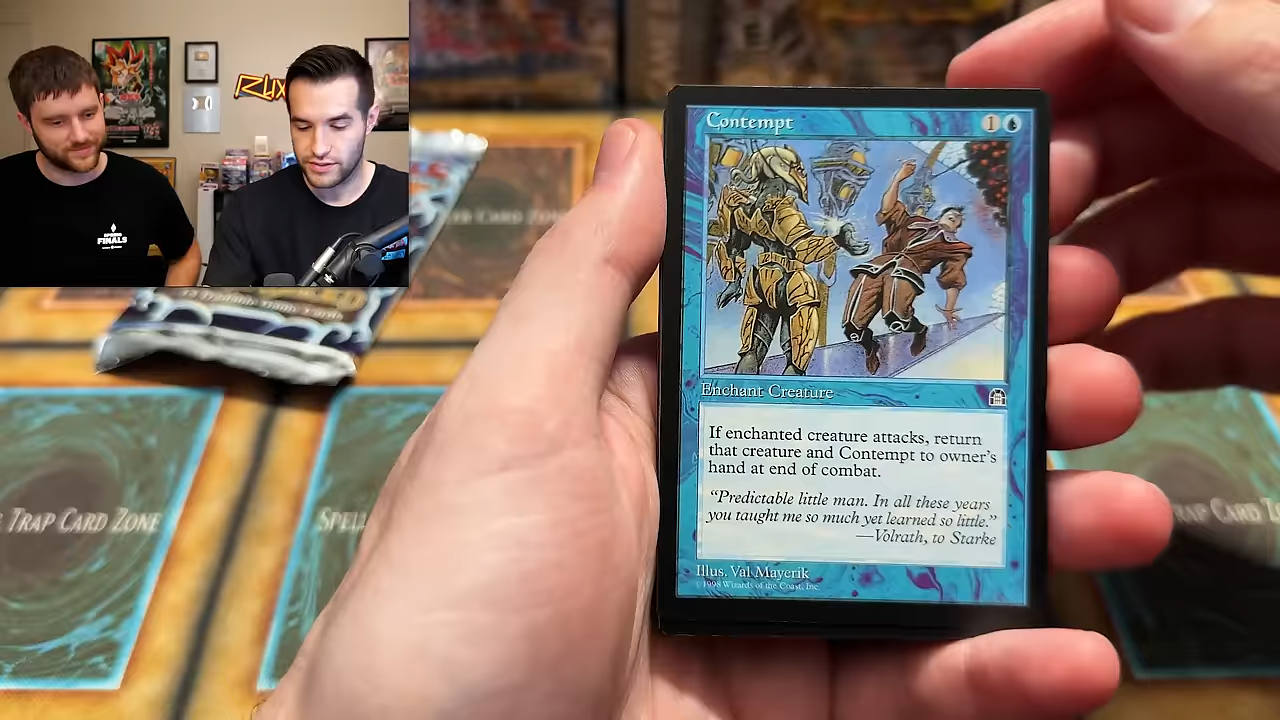 Contempt
1
Enchant Creature
If enchanted creature attacks, return
that creature and Contempt to owner's
hand at end of combat.
“Predictable little man. In all these years
you taught me so much yet learned so little.”
—Volrath, to Starke
Illus. Val Mayerik
© 1998 Wizards of the Coast, Inc.
FINALS
CARD ZONE
TRAP CARD ZONE
SPELL
TRAP CARD